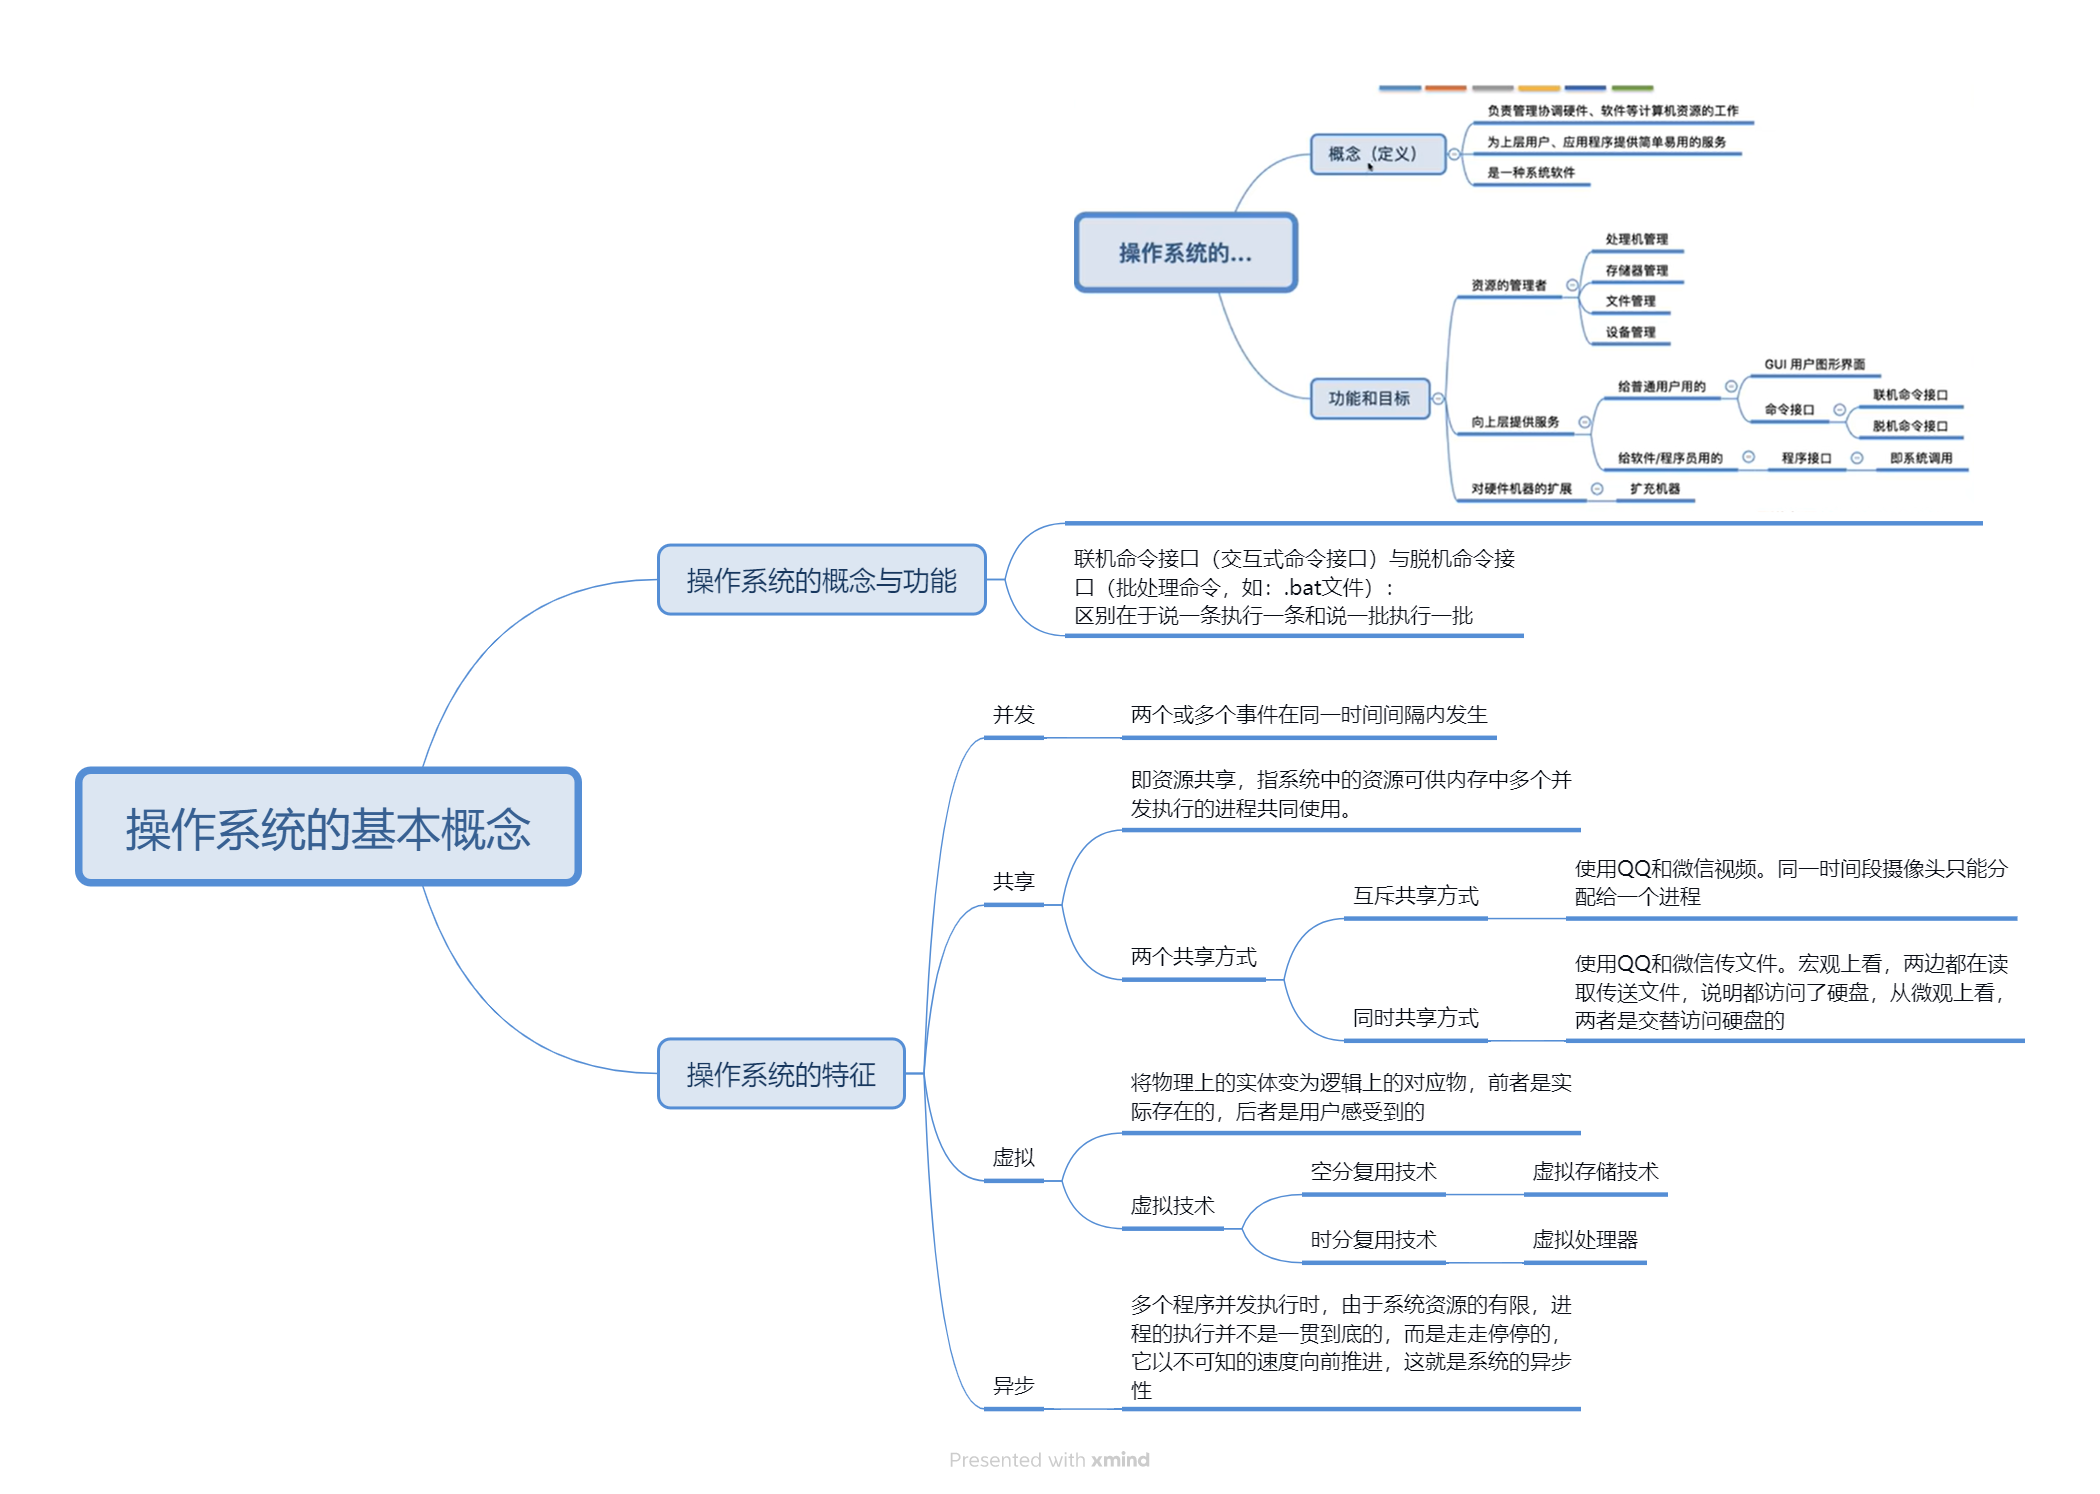 负责管理协调硬件、软件等计算机资源的工作
概念（定义）
为上层用户、应用程序提供简单易用的服务
是一种系统软件
操作系统的...
处理机管理
存储器管理
资源的管理者
文件管理
设备管理
GUI 用户图形界面
给普通用户用的
联机命令接口
功能和目标
命令接口
向上层提供服务
脱机命令接口
给软件/程序员用的
程序接口
即系统调用
对硬件机器的扩展
扩充机器
操作系统的概念与功能
联机命令接口（交互式命令接口）与脱机命令接
口（批处理命令，如：.bat文件）：
区别在于说一条执行一条和说一批执行一批
操作系统的基本概念
操作系统的特征
并发
两个或多个事件在同一时间间隔内发生
共享
即资源共享，指系统中的资源可供内存中多个并
发执行的进程共同使用。
两个共享方式
互斥共享方式
使用QQ和微信视频。同一时间段摄像头只能分
配给一个进程
同时共享方式
使用QQ和微信传文件。宏观上看，两边都在读
取传送文件，说明都访问了硬盘，从微观上看，
两者是交替访问硬盘的
虚拟
将物理上的实体变为逻辑上的对应物，前者是实
际存在的，后者是用户感受到的
虚拟技术
空分复用技术
虚拟存储技术
时分复用技术
虚拟处理器
异步
多个程序并发执行时，由于系统资源的有限，进
程的执行并不是一贯到底的，而是走走停停的，
它以不可知的速度向前推进，这就是系统的异步
性
Presented with xmind